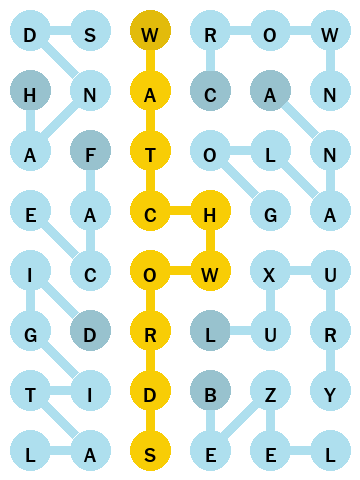 D S W R O W
H N A C A N
A F T O L N
E A C H G A
I C O W X U
G D R L U R
T I D B Z Y
L A S E E L